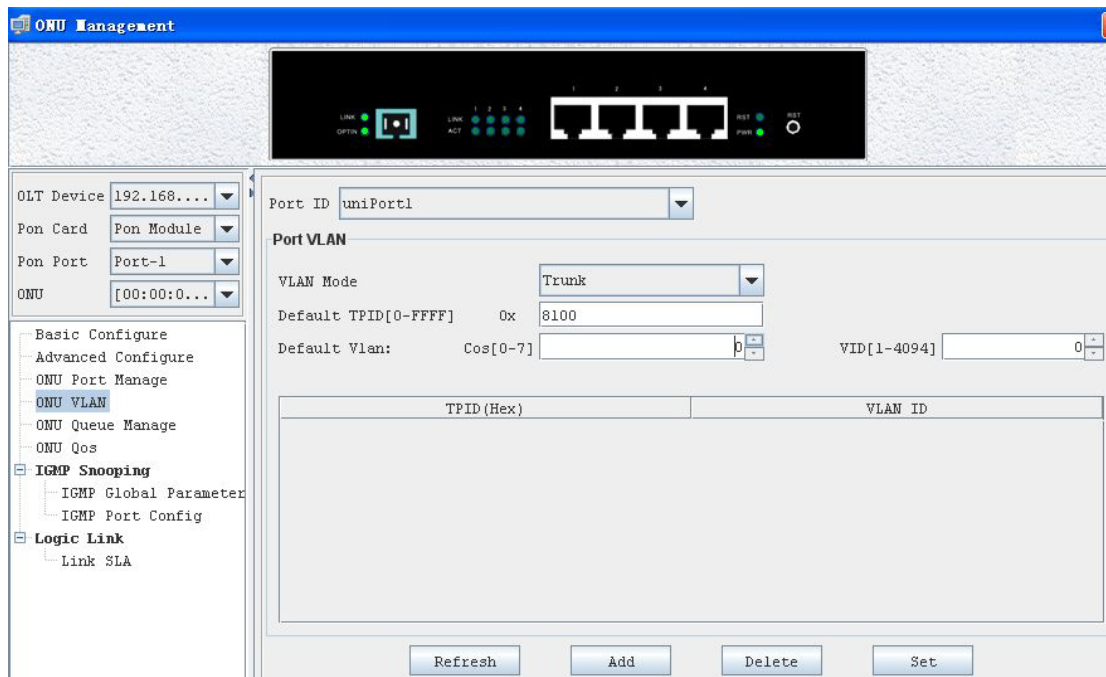 ONU Management
1 2 3 4
RST
LINK
LINK
RST
OPTIN
ACT
PWR
1 2 3 4
OLT Device 192.168....
Pon Card Pon Module
Pon Port Port-1
ONU [00:00:0...
Basic Configure
Advanced Configure
ONU Port Manage
ONU VLAN
ONU Queue Manage
ONU Qos
IGMP Snooping
IGMP Global Parameter
IGMP Port Config
Logic Link
Link SLA
Port ID uniPort1
Port VLAN
VLAN Mode Trunk
Default TPID[0-FFFF] 0x 8100
Default Vlan: Cos[0-7] 0 VID[1-4094] 0
TPID(Hex) VLAN ID
Refresh Add Delete Set